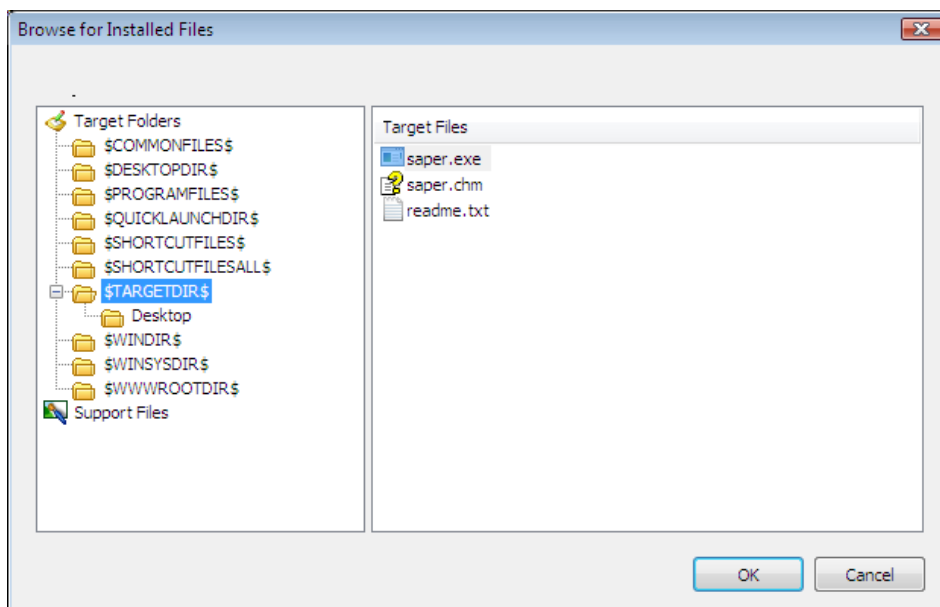 Browse for Installed Files
Target Folders
$COMMONFILES$
$DESKTOPDIR$
$PROGRAMFILES$
$QUICKLAUNCHDIR$
$SHORTCUTFILES$
$SHORTCUTFILESALL$
$TARGETDIR$
Desktop
$WINDIR$
$WINSYSDIR$
$WWWROOTDIR$
Support Files
Target Files
saper.exe
saper.chm
readme.txt
OK
Cancel